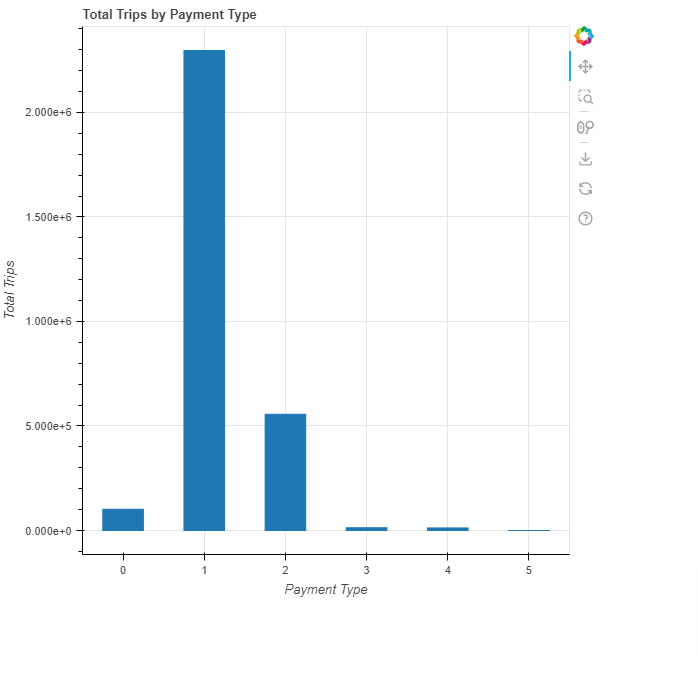 Total Trips by Payment Type
2.000e+6
1.500e+6
1.000e+6
5.000e+5
0.000e+0
Total Trips
0 1 2 3 4 5
Payment Type